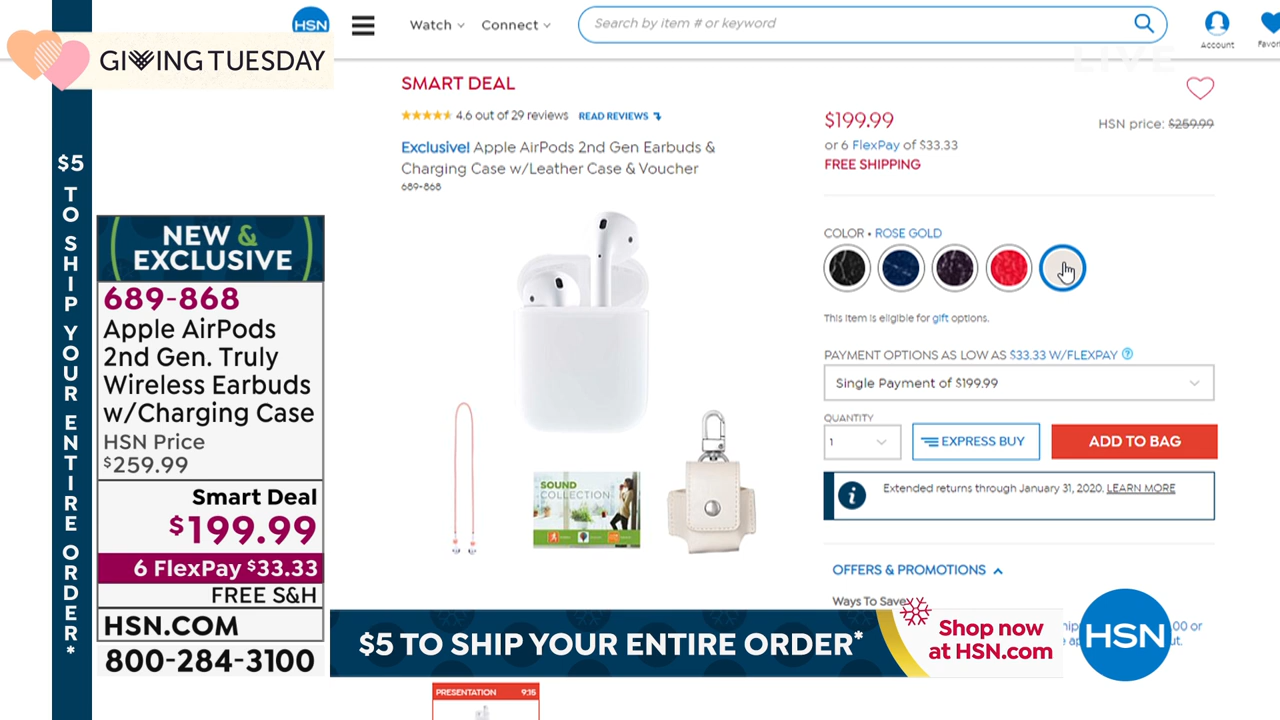 HSN
Watch
Connect
Search by item # or keyword
Account
GIVING TUESDAY
LIVE
SMART DEAL
4.6 out of 29 reviews READ REVIEWS
Exclusive! Apple AirPods 2nd Gen Earbuds &
Charging Case w/Leather Case & Voucher
689-868
$199.99
HSN price: $259.99
or 6 FlexPay of $33.33
FREE SHIPPING
COLOR • ROSE GOLD
This item is eligible for gift options.
PAYMENT OPTIONS AS LOW AS $33.33 W/FLEXPAY ?
Single Payment of $199.99
QUANTITY
1
EXPRESS BUY
ADD TO BAG
Extended returns through January 31, 2020. LEARN MORE
OFFERS & PROMOTIONS
Ways To Save
SOUND
COLLECTION
$5 TO SHIP YOUR ENTIRE ORDER*
NEW &
EXCLUSIVE
689-868
Apple AirPods
2nd Gen. Truly
Wireless Earbuds
w/Charging Case
HSN Price
$259.99
Smart Deal
$199.99
6 FlexPay $33.33
FREE S&H
HSN.COM
800-284-3100
$5 TO SHIP YOUR ENTIRE ORDER*
Shop now
at HSN.com
HSN
PRESENTATION 9:15